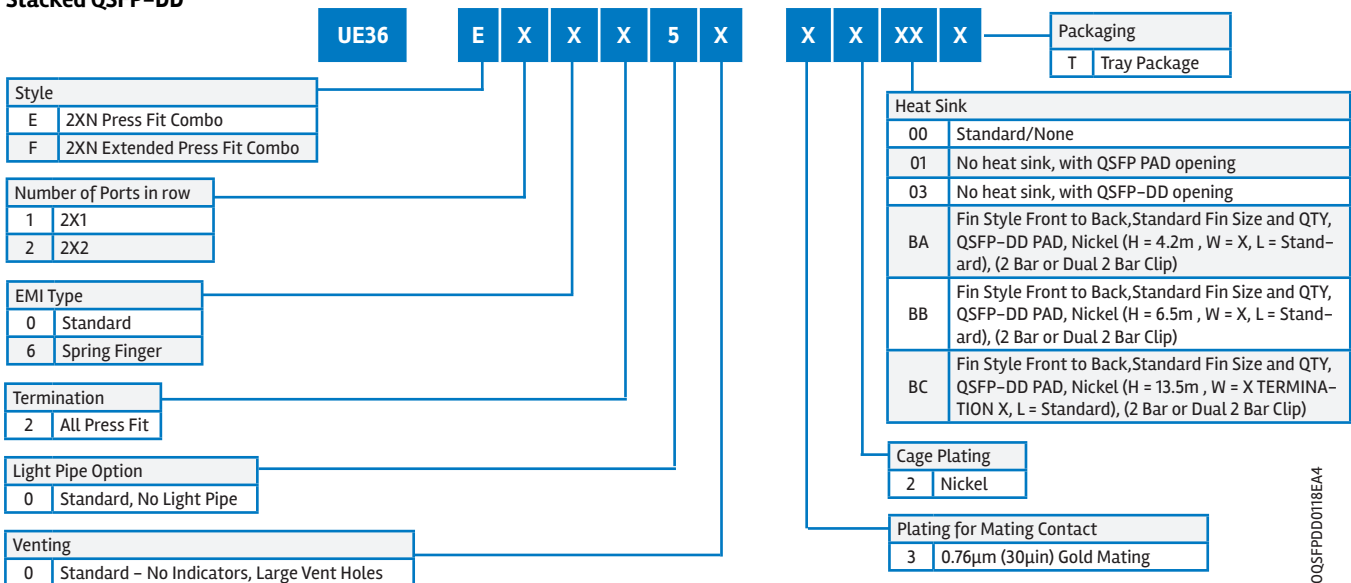 Stacked QSFP-DD
UE36 E X X X 5 X X X XX X
Packaging
T Tray Package
Style
E 2XN Press Fit Combo
F 2XN Extended Press Fit Combo
Number of Ports in row
1 2X1
2 2X2
EMI Type
0 Standard
6 Spring Finger
Termination
2 All Press Fit
Light Pipe Option
0 Standard, No Light Pipe
Venting
0 Standard - No Indicators, Large Vent Holes
Heat Sink
00 Standard/None
01 No heat sink, with QSFP PAD opening
03 No heat sink, with QSFP-DD opening
BA Fin Style Front to Back,Standard Fin Size and QTY,
QSFP-DD PAD, Nickel (H = 4.2m , W = X, L = Stand-
ard), (2 Bar or Dual 2 Bar Clip)
BB Fin Style Front to Back,Standard Fin Size and QTY,
QSFP-DD PAD, Nickel (H = 6.5m , W = X, L = Stand-
ard), (2 Bar or Dual 2 Bar Clip)
BC Fin Style Front to Back,Standard Fin Size and QTY,
QSFP-DD PAD, Nickel (H = 13.5m , W = X TERMINA-
TION X, L = Standard), (2 Bar or Dual 2 Bar Clip)
Cage Plating
2 Nickel
Plating for Mating Contact
3 0.76µm (30µin) Gold Mating
0QSFPDD0118EA4